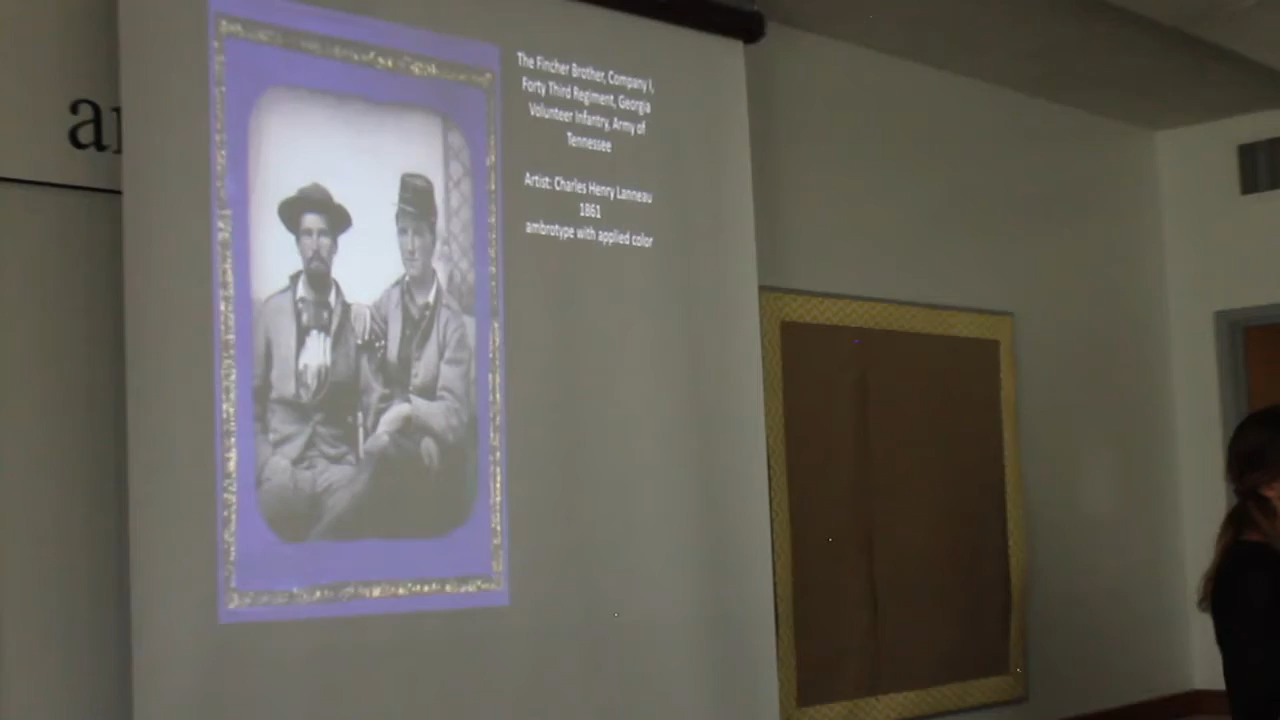 The Fincher Brother, Company I,
Forty Third Regiment, Georgia
Volunteer Infantry, Army of
Tennessee
Artist: Charles Henry Lanneau
1861
ambrotype with applied color